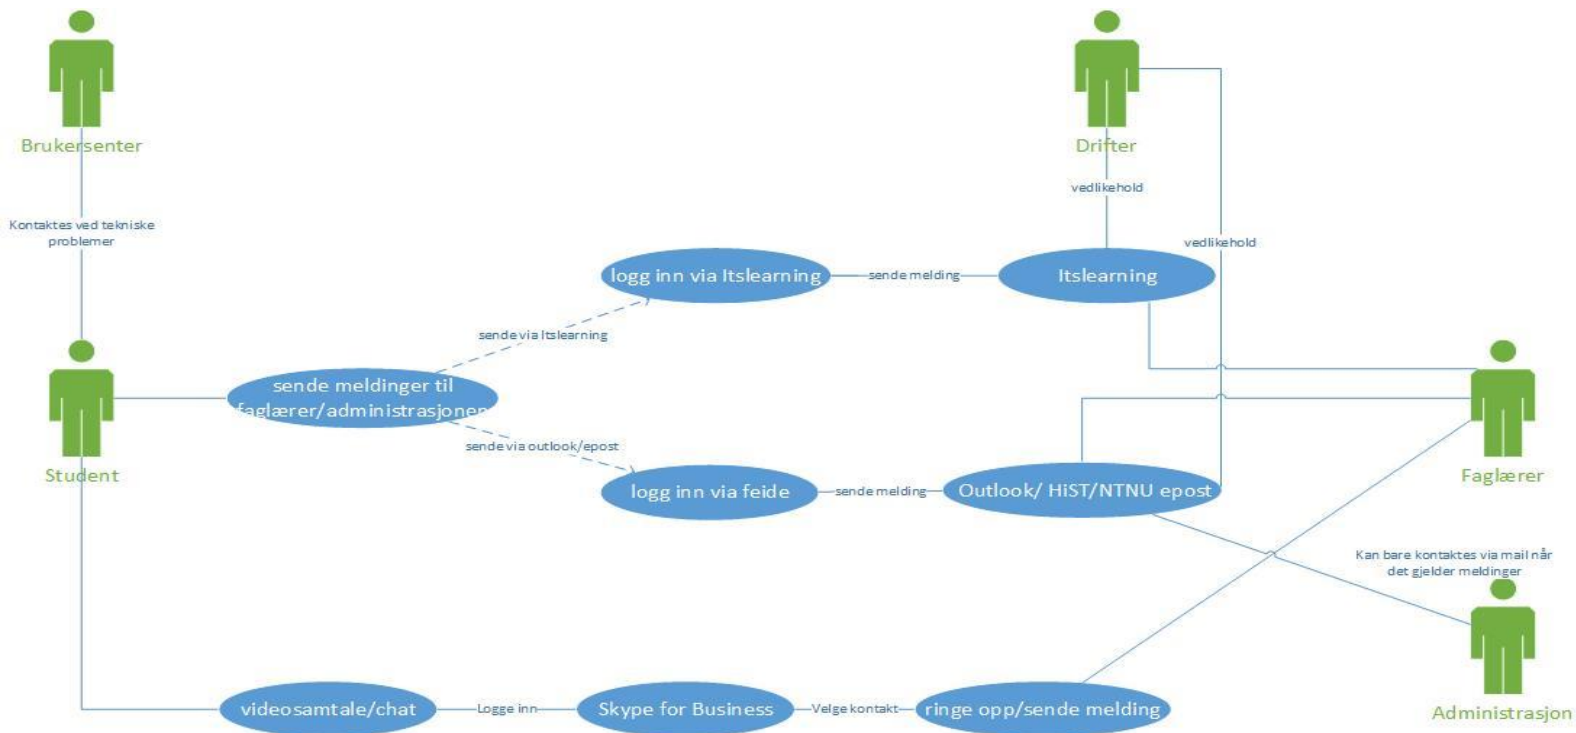 Brukersenter
Drifter
vedlikehold
Kontaktes ved tekniske
problemer
vedlikehold
logg inn via Itslearning
sende melding
Itslearning
sende via Itslearning
sende meldinger til
faglærer/administrasjonen
sende via outlook/epost
Student
Faglærer
logg inn via feide
sende melding
Outlook/ HiST/NTNU epost
Kan bare kontaktes via mail når
det gjelder meldinger
videosamtale/chat
Logge inn
Skype for Business
Velge kontakt
ringe opp/sende melding
Administrasjon